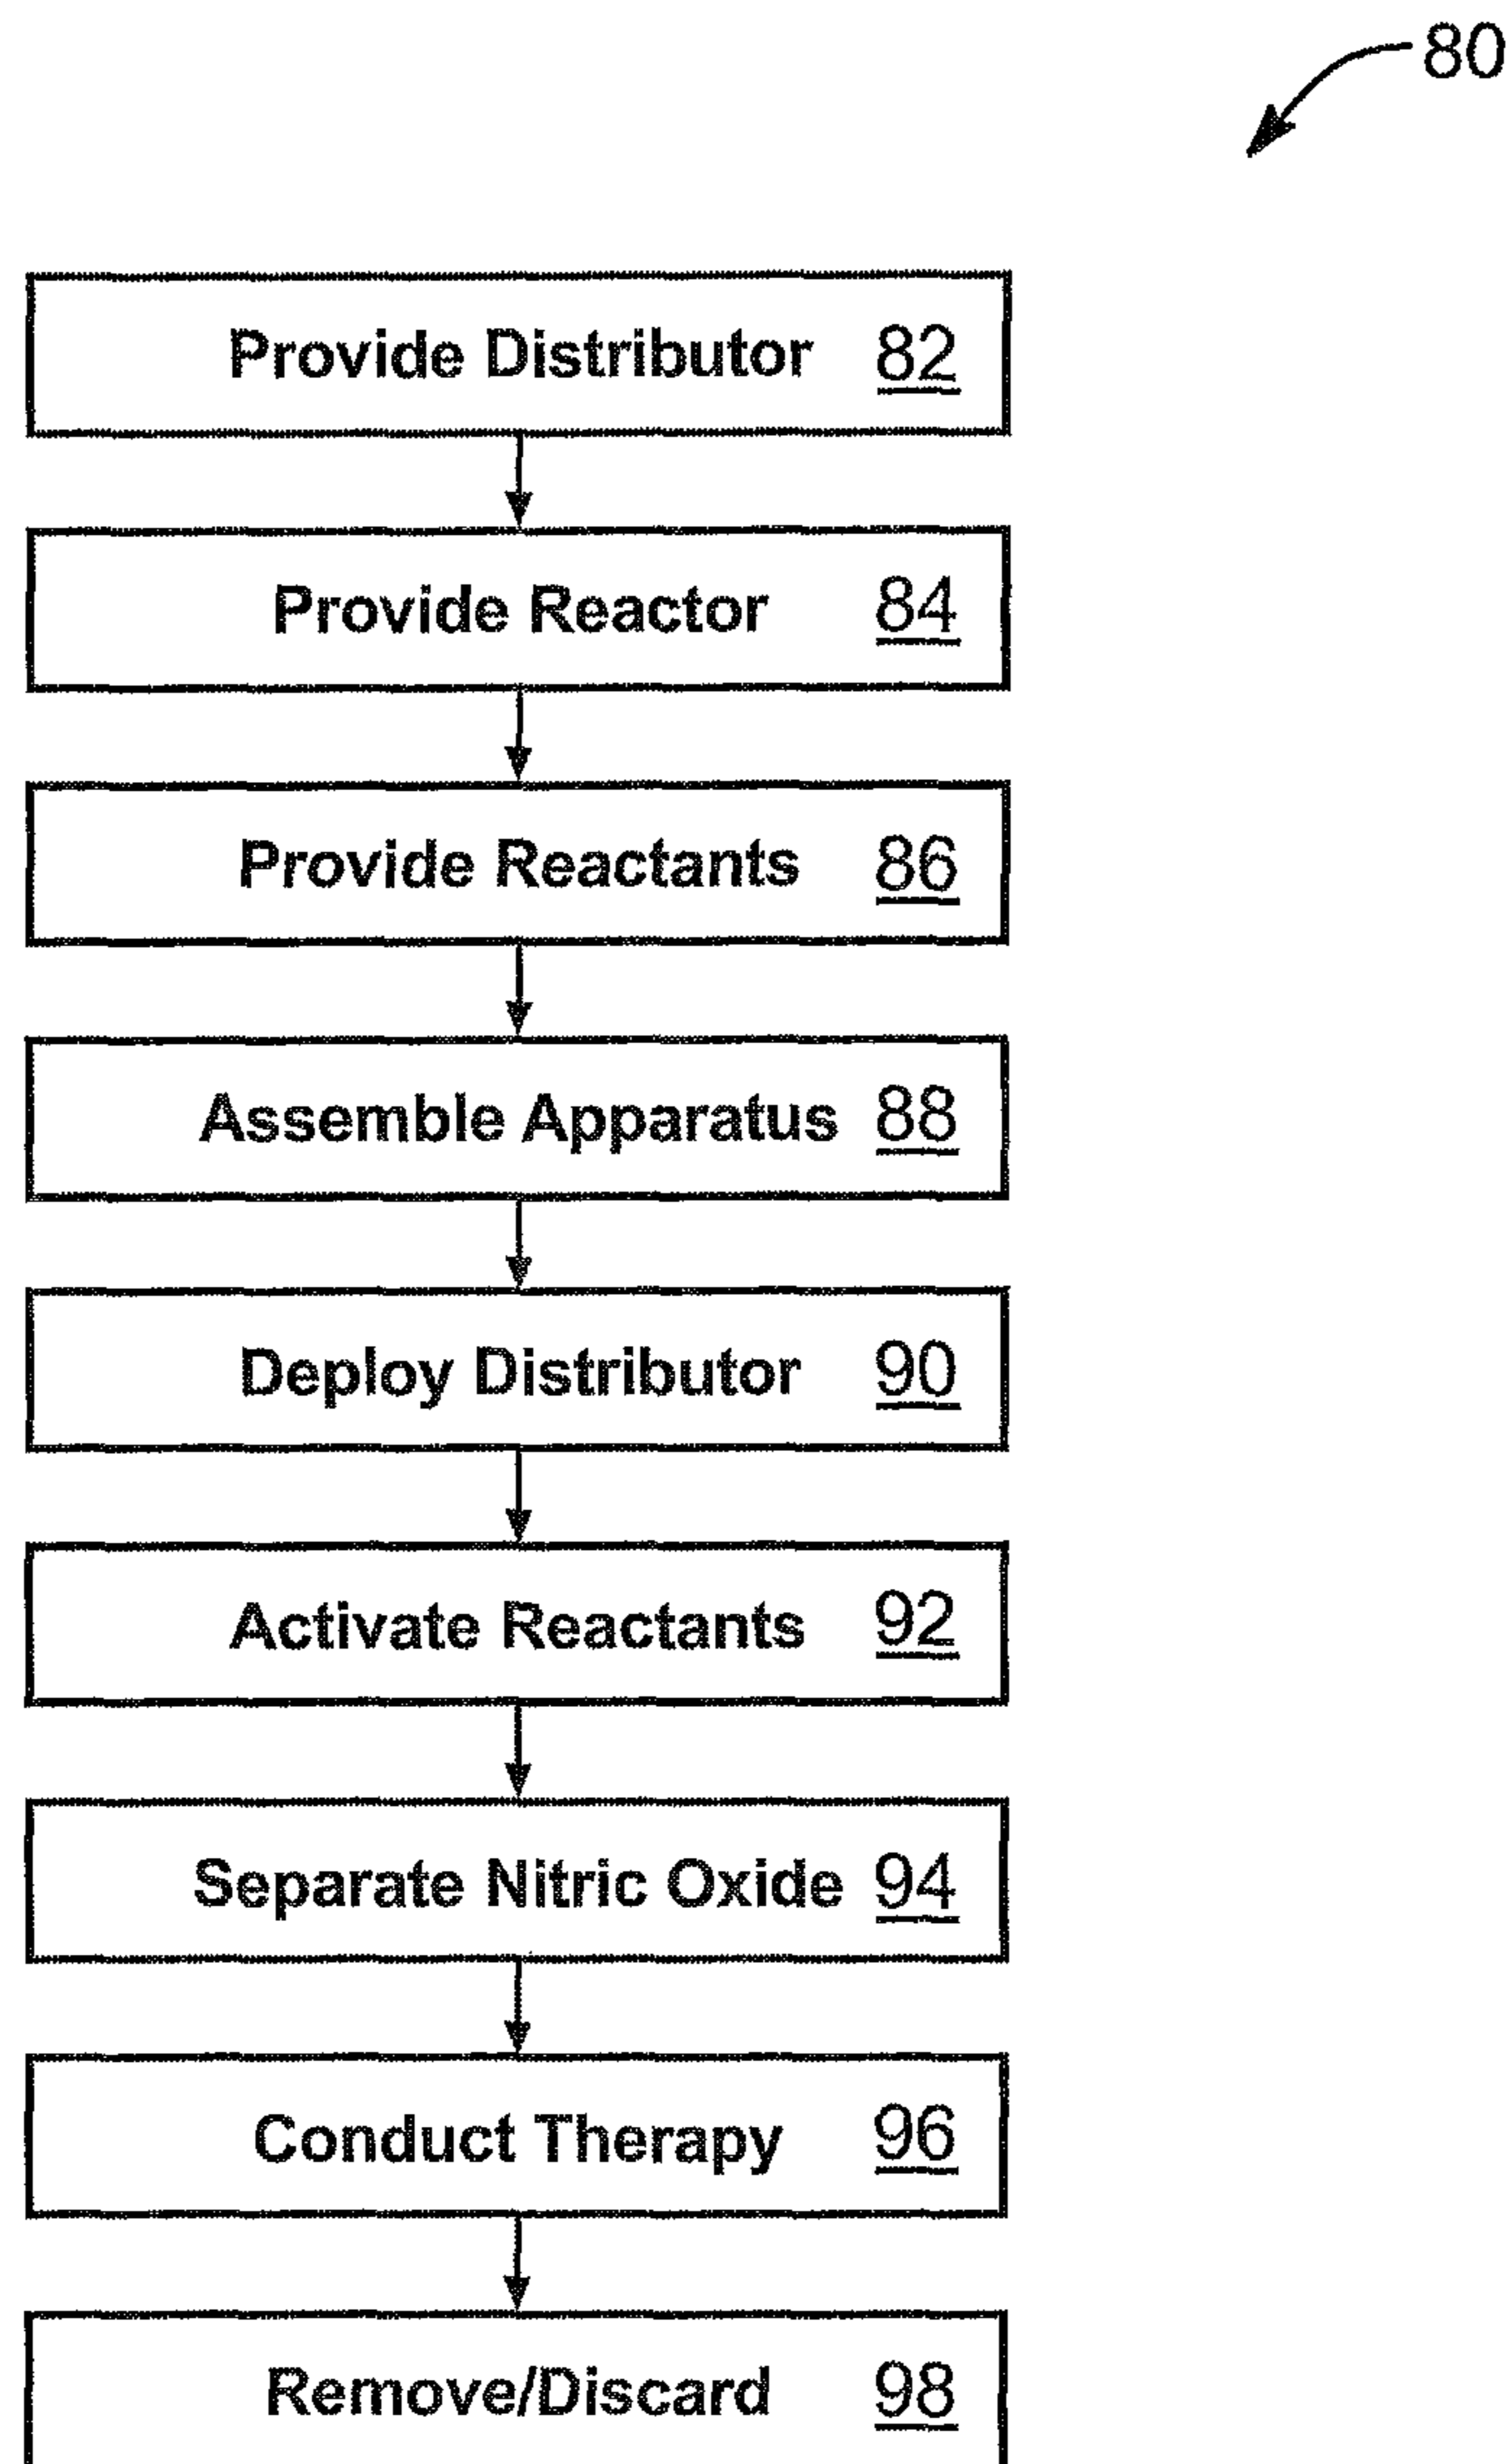 80
Provide Distributor 82
Provide Reactor 84
Provide Reactants 86
Assemble Apparatus 88
Deploy Distributor 90
Activate Reactants 92
Separate Nitric Oxide 94
Conduct Therapy 96
Remove/Discard 98